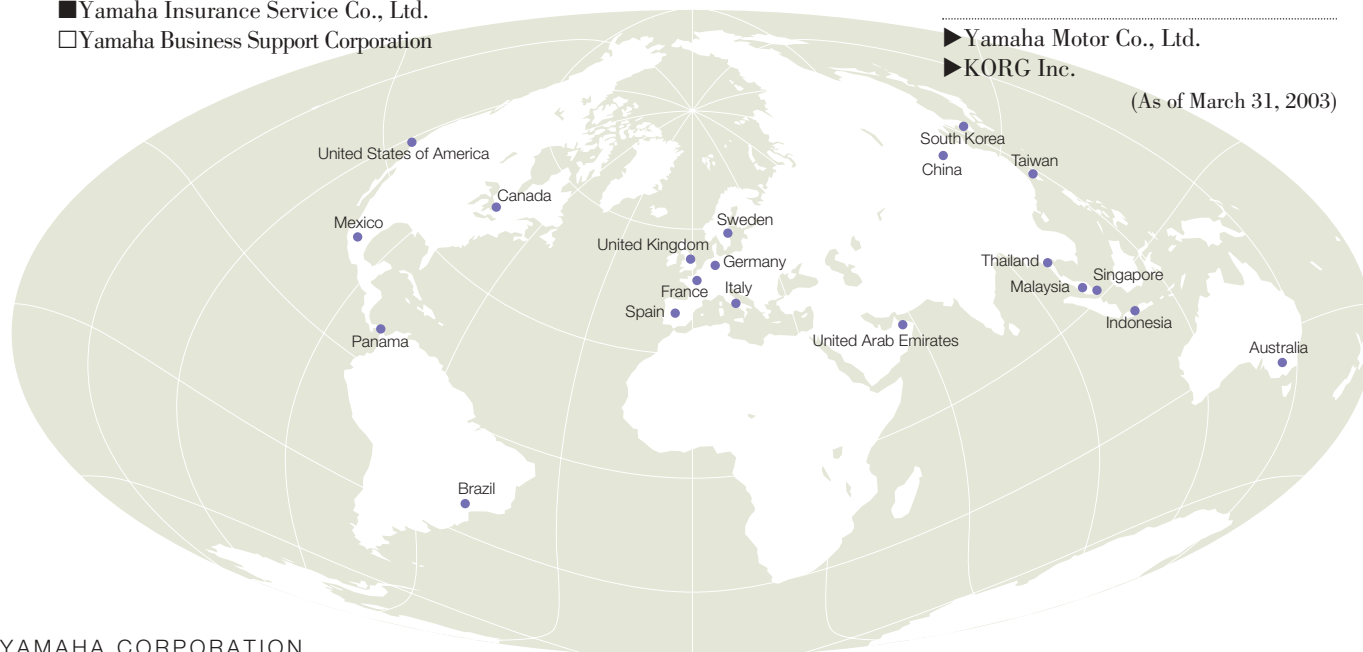 ■Yamaha Insurance Service Co., Ltd.
□Yamaha Business Support Corporation
▶Yamaha Motor Co., Ltd.
▶KORG Inc.
(As of March 31, 2003)
United States of America
Canada
Mexico
Panama
Brazil
Sweden
United Kingdom
Germany
France
Italy
Spain
United Arab Emirates
South Korea
China
Taiwan
Thailand
Singapore
Malaysia
Indonesia
Australia
YAMAHA CORPORATION